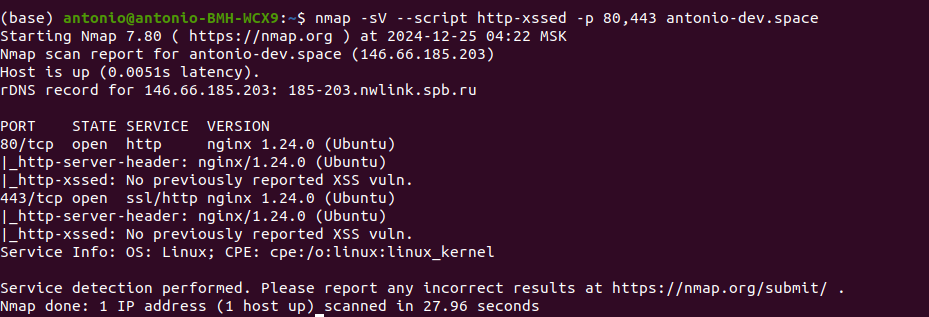 (base) antonio@antonio-BMH-WCX9:~$ nmap -sV --script http-xssed -p 80,443 antonio-dev.space
Starting Nmap 7.80 ( https://nmap.org ) at 2024-12-25 04:22 MSK
Nmap scan report for antonio-dev.space (146.66.185.203)
Host is up (0.0051s latency).
rDNS record for 146.66.185.203: 185-203.nwlink.spb.ru

PORT    STATE SERVICE  VERSION
80/tcp  open  http     nginx 1.24.0 (Ubuntu)
|_http-server-header: nginx/1.24.0 (Ubuntu)
|_http-xssed: No previously reported XSS vuln.
443/tcp open  ssl/http nginx 1.24.0 (Ubuntu)
|_http-server-header: nginx/1.24.0 (Ubuntu)
|_http-xssed: No previously reported XSS vuln.
Service Info: OS: Linux; CPE: cpe:/o:linux:linux_kernel

Service detection performed. Please report any incorrect results at https://nmap.org/submit/ .
Nmap done: 1 IP address (1 host up) scanned in 27.96 seconds